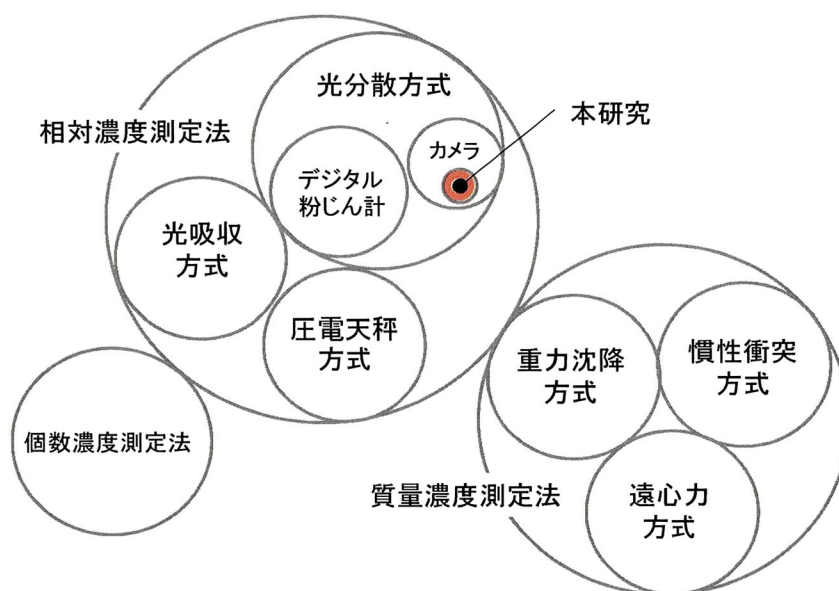 光分散方式
本研究
相対濃度測定法
カメラ
デジタル
粉じん計
光吸収
方式
圧電天秤
方式
重力沈降
方式
慣性衝突
方式
個数濃度測定法
質量濃度測定法
遠心力
方式